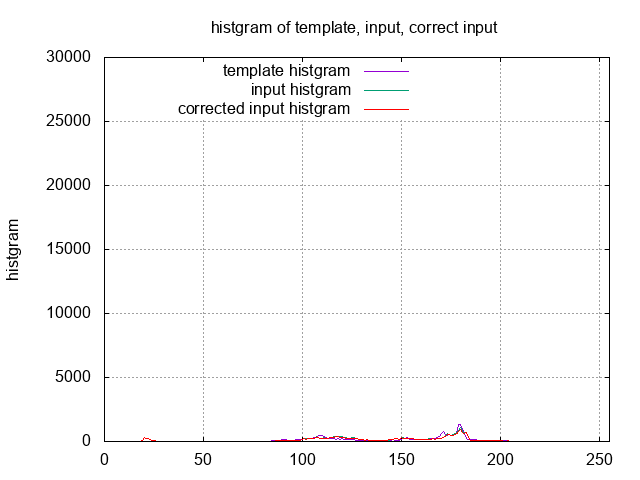 histgram of template, input, correct input
30000
template histgram
input histgram
corrected input histgram
25000
20000
15000
10000
5000
0
histgram
0 50 100 150 200 250